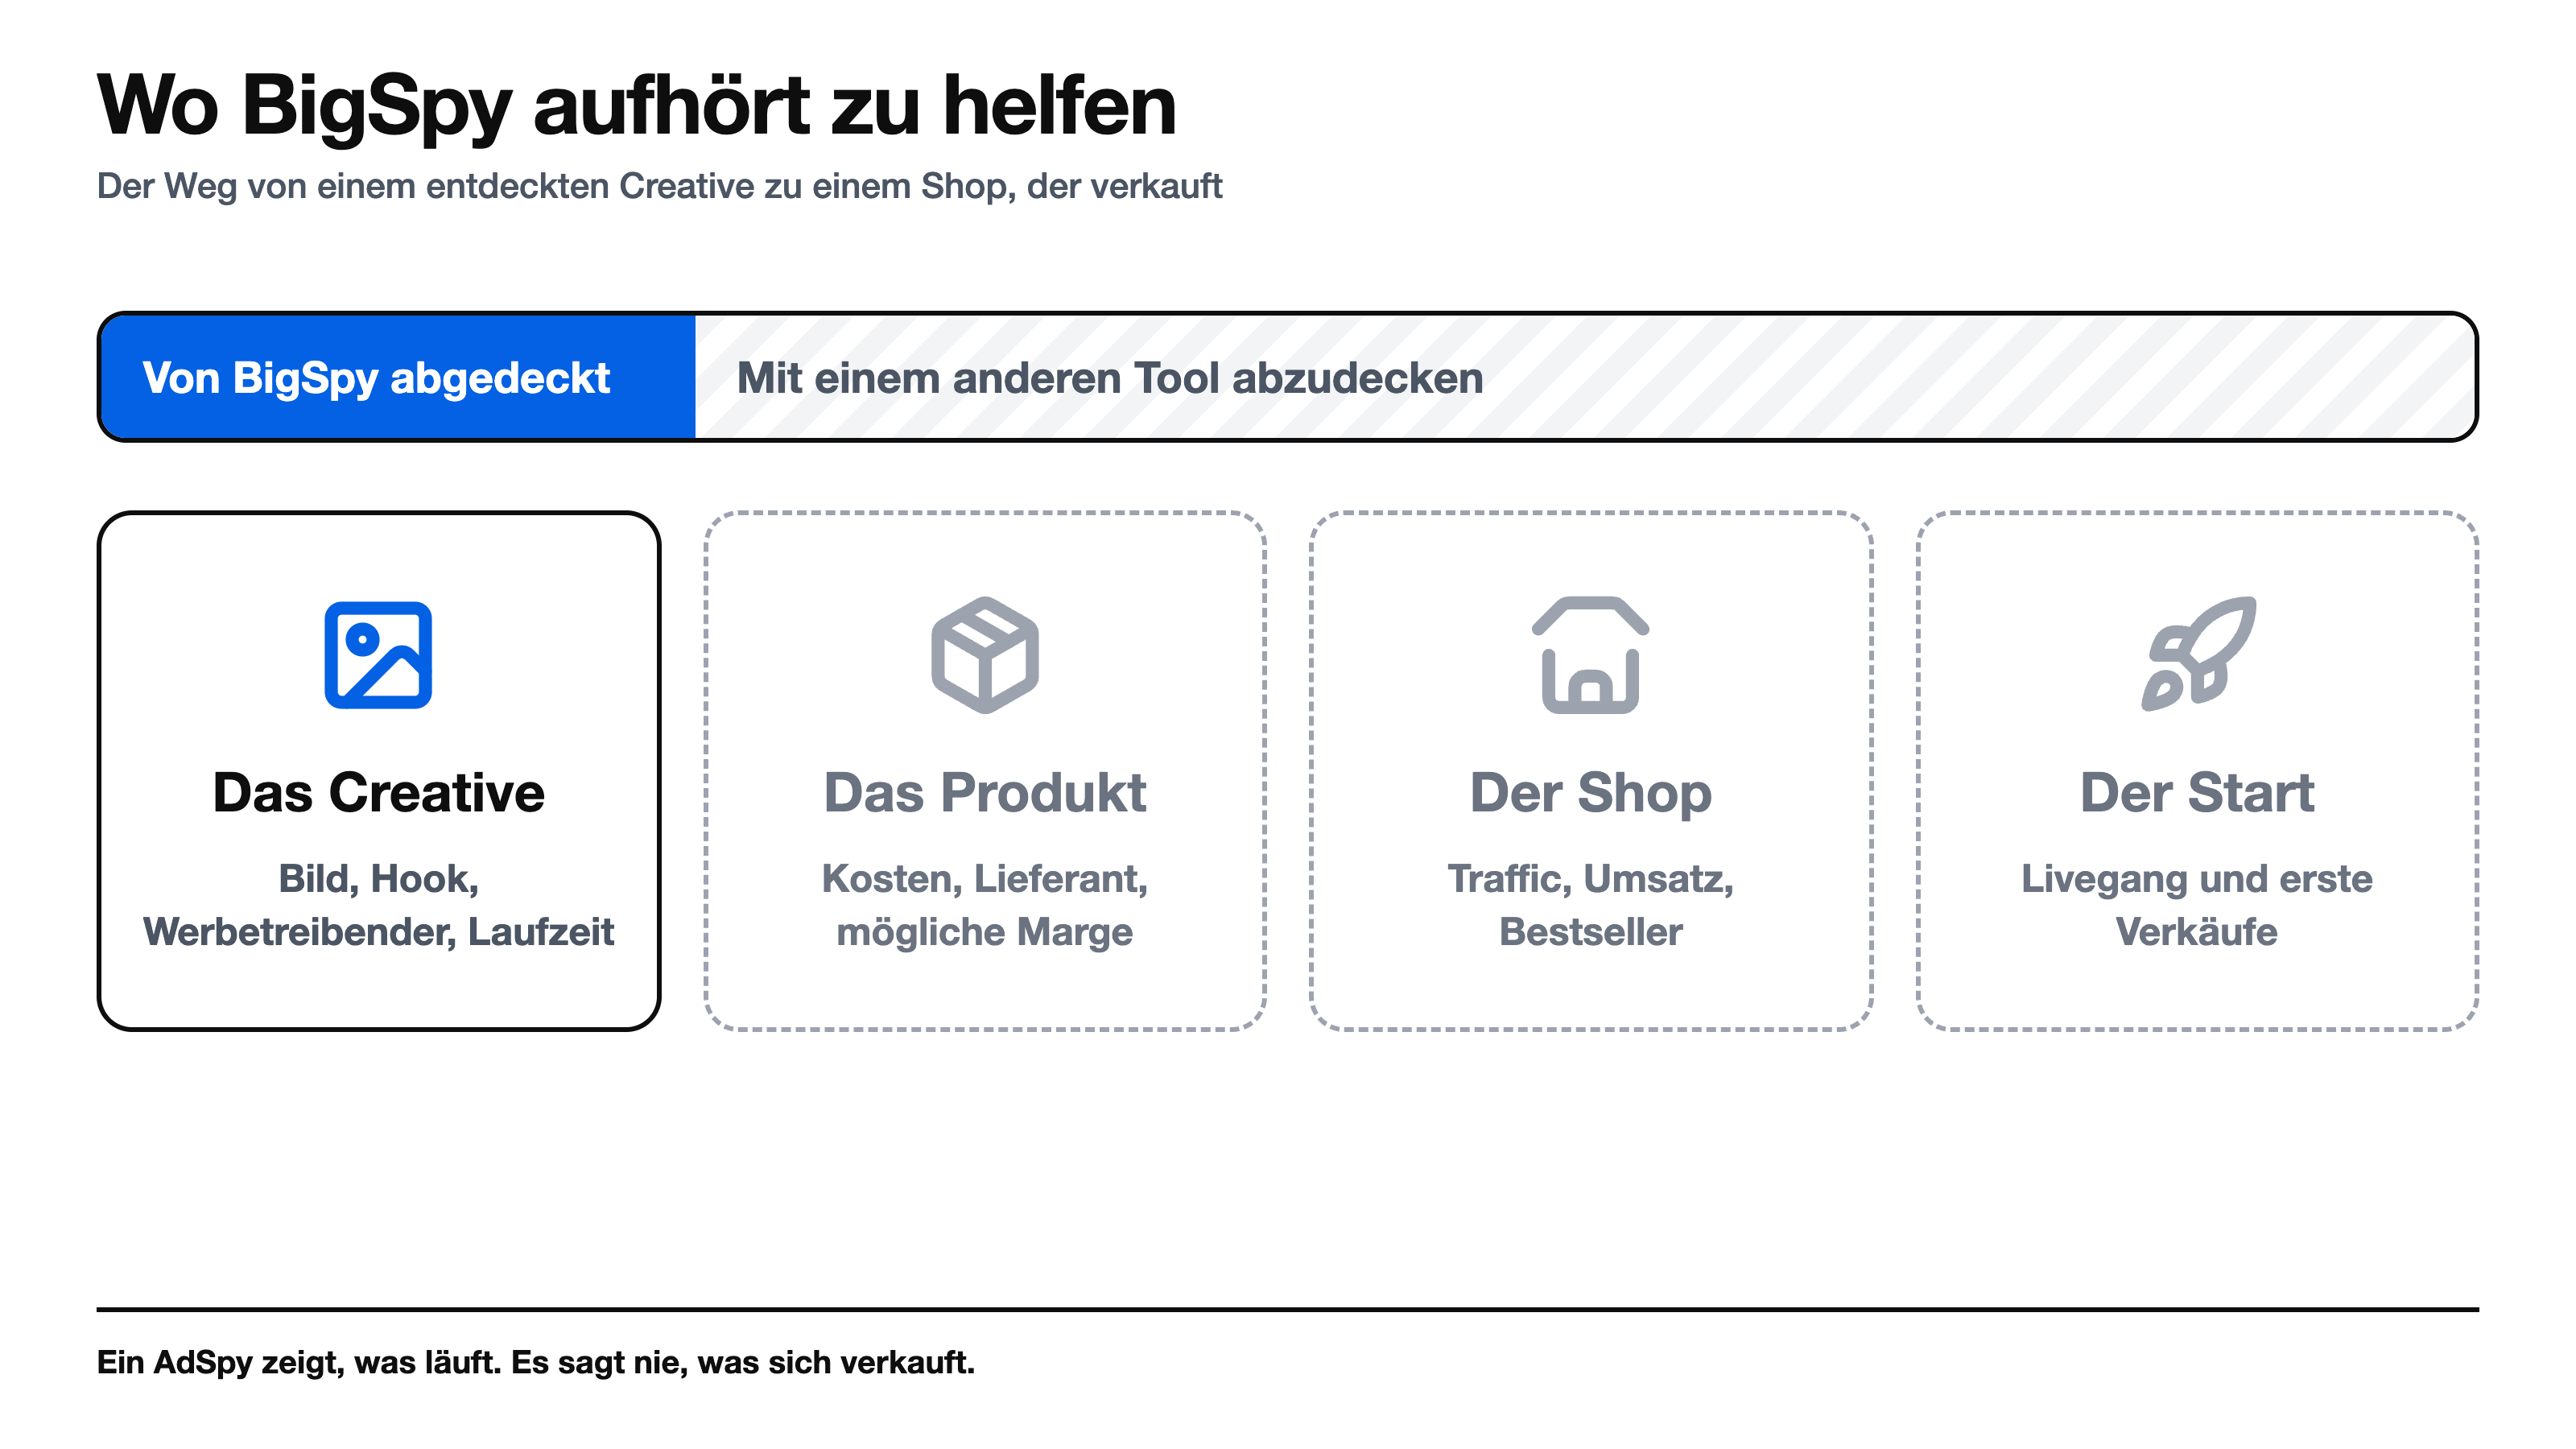 Wo BigSpy aufhört zu helfen
Der Weg von einem entdeckten Creative zu einem Shop, der verkauft
Von BigSpy abgedeckt
Mit einem anderen Tool abzudecken
Das Creative
Bild, Hook,
Werbetreibender, Laufzeit
Das Produkt
Kosten, Lieferant,
mögliche Marge
Der Shop
Traffic, Umsatz,
Bestseller
Der Start
Livegang und erste
Verkäufe
Ein AdSpy zeigt, was läuft. Es sagt nie, was sich verkauft.